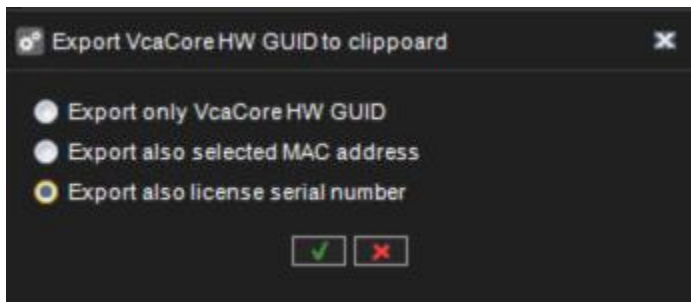 Export VcaCore HW GUID to clippoard
Export only VcaCore HW GUID
Export also selected MAC address
Export also license serial number